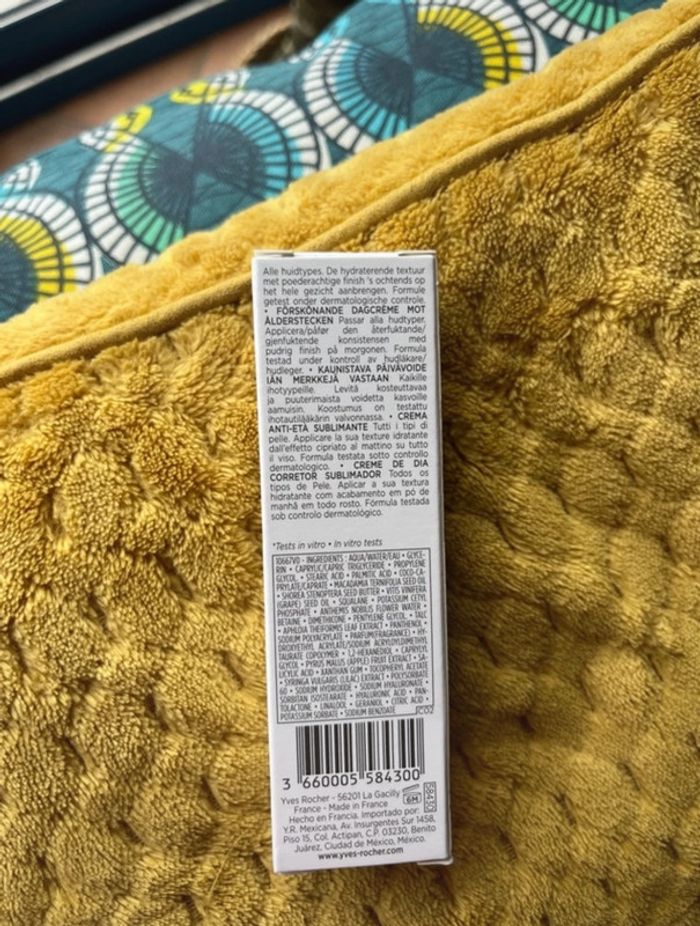 Alle huidtypes. De hydraterende textuur
met poederachtige finish 's ochtends op
het hele gezicht aanbrengen. Formule
getest onder dermatologische controle.
• FÖRSKÖNANDE DAGCRÈME MOT
ÅLDERSTECKEN Passar alla hudtyper.
Applicera/påfør den återfuktande/
gjenfuktende konsistensen med
pudrig finish på morgonen. Formula
testad under kontroll av hudläkare/
hudleger. • KAUNISTAVA PÄIVÄVOIDE
IÄN MERKKEJÄ VASTAAN Kaikille
ihotyypeille. Levitä kosteuttavaa
ja puuterimaista voidetta kasvoille
aamuisin. Koostumus on testattu
ihotautilääkärin valvonnassa. • CREMA
ANTI-ETÀ SUBLIMANTE Tutti i tipi di
pelle. Applicare la sua texture idratante
dall'effetto cipriato al mattino su tutto
il viso. Formula testata sotto controllo
dermatologico. • CREME DE DIA
CORRETOR SUBLIMADOR Todos os
tipos de Pele. Aplicar a sua textura
hidratante com acabamento em pó de
manhã em todo rosto. Fórmula testada
sob controlo dermatológico.
*Tests in vitro • In vitro tests
10667V0 - INGREDIENTS : AQUA/WATER/EAU • GLYCE-
RIN • CAPRYLIC/CAPRIC TRIGLYCERIDE • PROPYLENE
GLYCOL • STEARIC ACID • PALMITIC ACID • COCO-CA-
PRYLATE/CAPRATE • MACADAMIA TERNIFOLIA SEED OIL
• SHOREA STENOPTERA SEED BUTTER • VITIS VINIFERA
(GRAPE) SEED OIL • SQUALANE • POTASSIUM CETYL
PHOSPHATE • ANTHEMIS NOBILIS FLOWER WATER •
BETAINE • DIMETHICONE • PENTYLENE GLYCOL • TALC
• APHLOIA THEIFORMIS LEAF EXTRACT • PANTHENOL •
SODIUM POLYACRYLATE • PARFUM(FRAGRANCE) • HY-
DROXYETHYL ACRYLATE/SODIUM ACRYLOYLDIMETHYL
TAURATE COPOLYMER • 1,2-HEXANEDIOL • CAPRYLYL
GLYCOL • PYRUS MALUS (APPLE) FRUIT EXTRACT • SA-
LICYLIC ACID • XANTHAN GUM • TOCOPHERYL ACETATE
• SYRINGA VULGARIS (LILAC) EXTRACT • POLYSORBATE
60 • SODIUM HYDROXIDE • SODIUM HYALURONATE •
SORBITAN ISOSTEARATE • HYALURONIC ACID • PAN-
TOLACTONE • LINALOOL • GERANIOL • CITRIC ACID •
POTASSIUM SORBATE • SODIUM BENZOATE
IC02
3 660005 584300
Yves Rocher - 56201 La Gacilly
France - Made in France
6M
58430
Hecho en Francia. Importado por:
Y.R. Mexicana, Av. Insurgentes Sur 1458,
Piso 15, Col. Actipan, C.P. 03230, Benito
Juárez, Ciudad de México, México.
www.yves-rocher.com